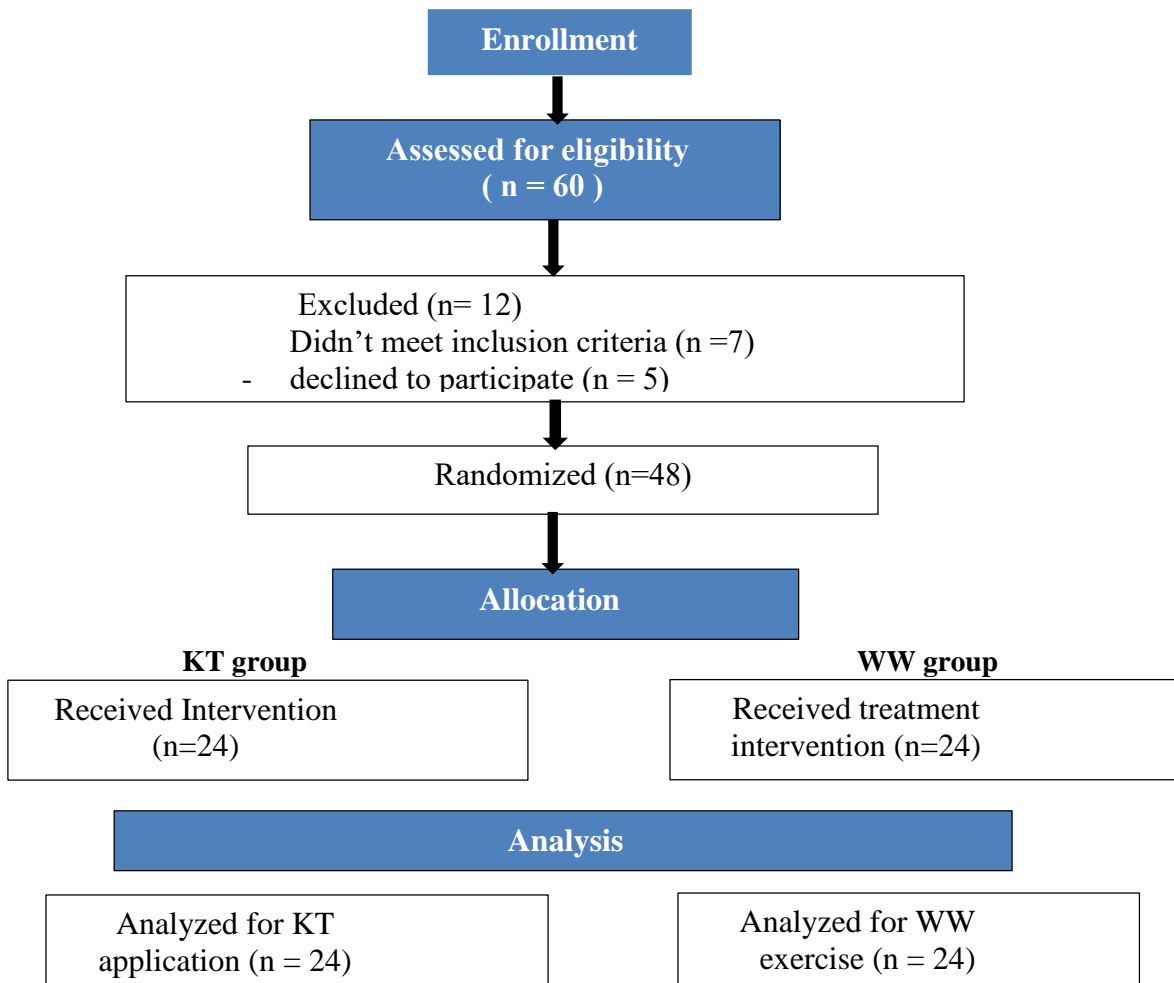 Enrollment
Assessed for eligibility
( n = 60 )
Excluded (n= 12)
Didn’t meet inclusion criteria (n =7)
- declined to participate (n = 5)
Randomized (n=48)
Allocation
KT group
WW group
Received Intervention
(n=24)
Received treatment
intervention (n=24)
Analysis
Analyzed for KT
application (n = 24)
Analyzed for WW
exercise (n = 24)